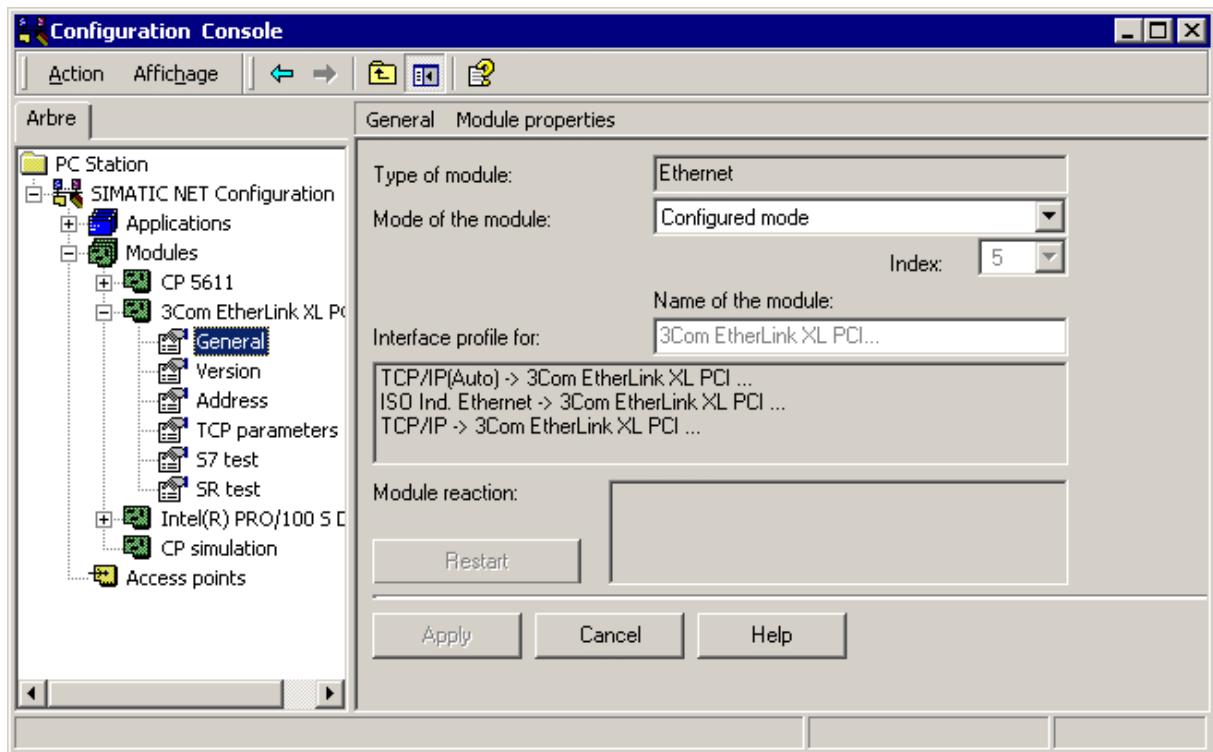 Configuration Console
Action Affichage
Arbre
General Module properties
PC Station
SIMATIC NET Configuration
Applications
Modules
CP 5611
3Com EtherLink XL P
General
Version
Address
TCP parameters
S7 test
SR test
Intel(R) PRO/100 S
CP simulation
Access points
Type of module: Ethernet
Mode of the module: Configured mode
Index: 5
Name of the module:
Interface profile for: 3Com EtherLink XL PCI...
TCP/IP(Auto) -> 3Com EtherLink XL PCI ...
ISO Ind. Ethernet -> 3Com EtherLink XL PCI ...
TCP/IP -> 3Com EtherLink XL PCI ...
Module reaction:
Restart
Apply Cancel Help